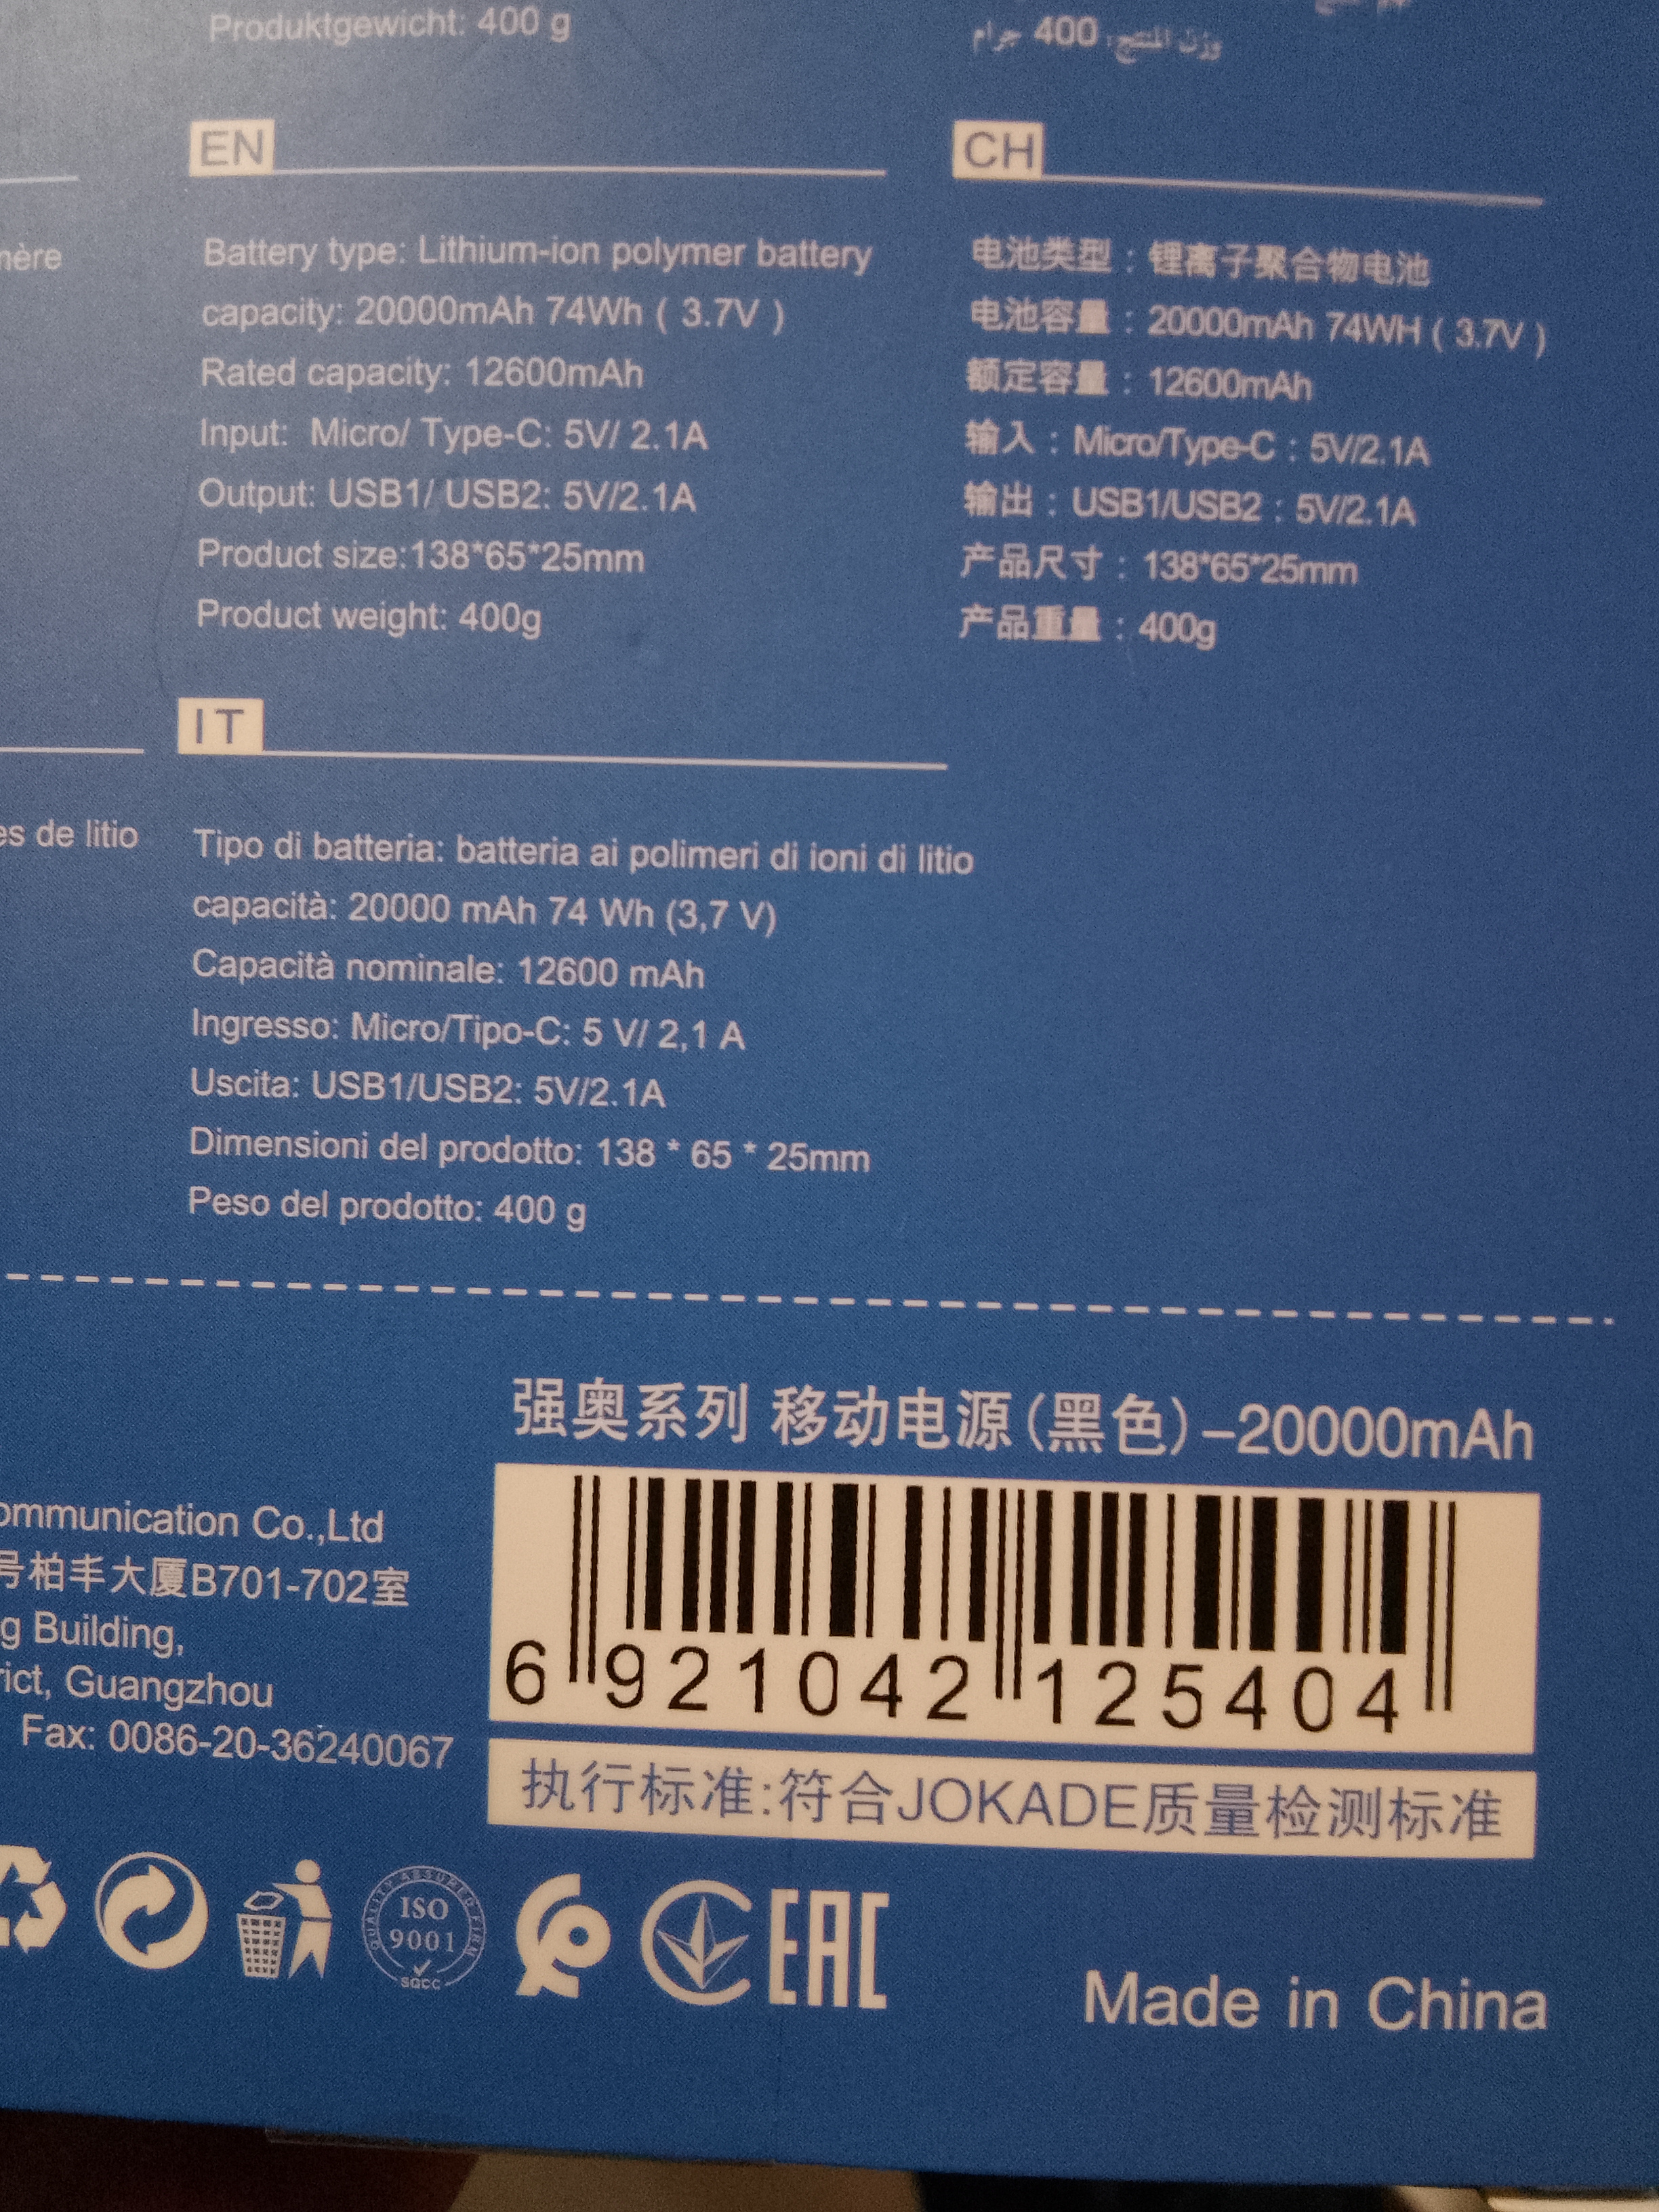 Produktgewicht: 400 g
وزن المنتج: 400 جرام
EN
Battery type: Lithium-ion polymer battery
capacity: 20000mAh 74Wh ( 3.7V )
Rated capacity: 12600mAh
Input: Micro/ Type-C: 5V/ 2.1A
Output: USB1/ USB2: 5V/2.1A
Product size:138*65*25mm
Product weight: 400g
CH
电池类型：锂离子聚合物电池
电池容量：20000mAh 74WH ( 3.7V )
额定容量：12600mAh
输入：Micro/Type-C：5V/2.1A
输出：USB1/USB2：5V/2.1A
产品尺寸：138*65*25mm
产品重量：400g
nère
es de litio
IT
Tipo di batteria: batteria ai polimeri di ioni di litio
capacità: 20000 mAh 74 Wh (3,7 V)
Capacità nominale: 12600 mAh
Ingresso: Micro/Tipo-C: 5 V/ 2,1 A
Uscita: USB1/USB2: 5V/2.1A
Dimensioni del prodotto: 138 * 65 * 25mm
Peso del prodotto: 400 g
强奥系列 移动电源(黑色)-20000mAh
6 921042 125404
执行标准:符合JOKADE质量检测标准
ommunication Co.,Ltd
号柏丰大厦B701-702室
g Building,
rict, Guangzhou
Fax: 0086-20-36240067
QUALITY ASSURED FIRM
ISO
9001
SGCC
EAC
Made in China